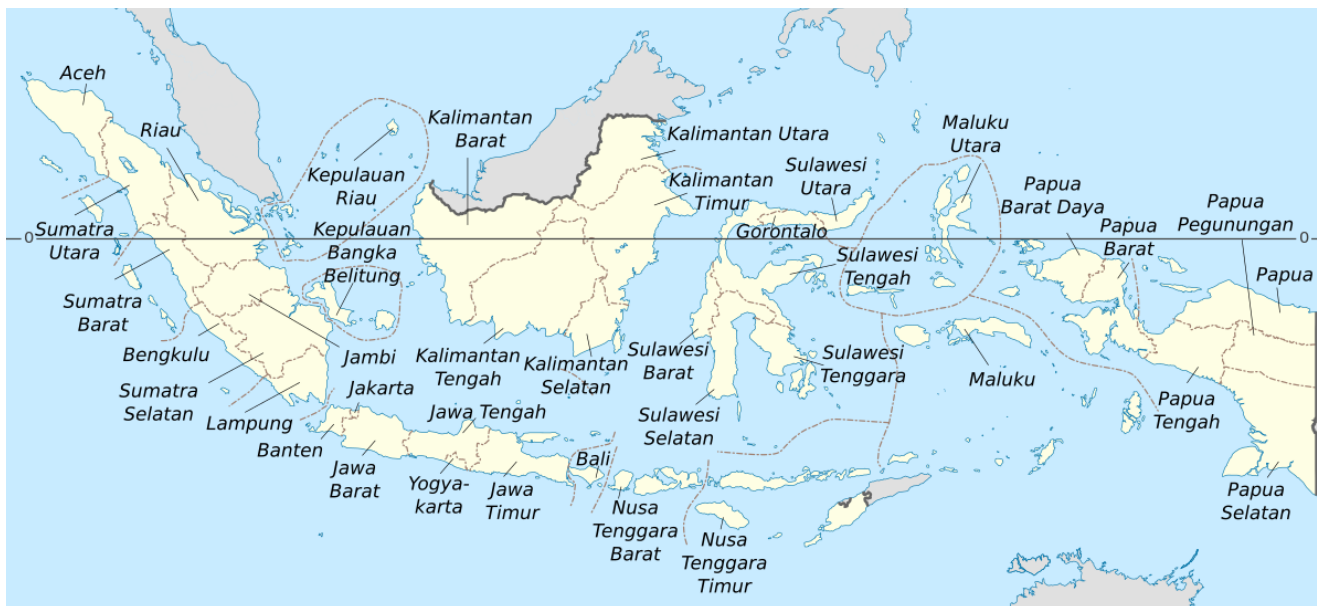 Aceh
Riau
Kepulauan
Riau
Kalimantan
Barat
Kalimantan Utara
Kalimantan
Timur
Sulawesi
Utara
Maluku
Utara
Papua
Barat Daya
Papua
Barat
Papua
Pegunungan
Papua
0
0
Sumatra
Utara
Kepulauan
Bangka
Belitung
Gorontalo
Sulawesi
Tengah
Sumatra
Barat
Bengkulu
Jambi
Sumatra
Selatan
Lampung
Kalimantan
Tengah
Kalimantan
Selatan
Sulawesi
Barat
Sulawesi
Tenggara
Sulawesi
Selatan
Maluku
Papua
Tengah
Papua
Selatan
Jakarta
Banten
Jawa
Barat
Jawa Tengah
Yogya-
karta
Jawa
Timur
Bali
Nusa
Tenggara
Barat
Nusa
Tenggara
Timur